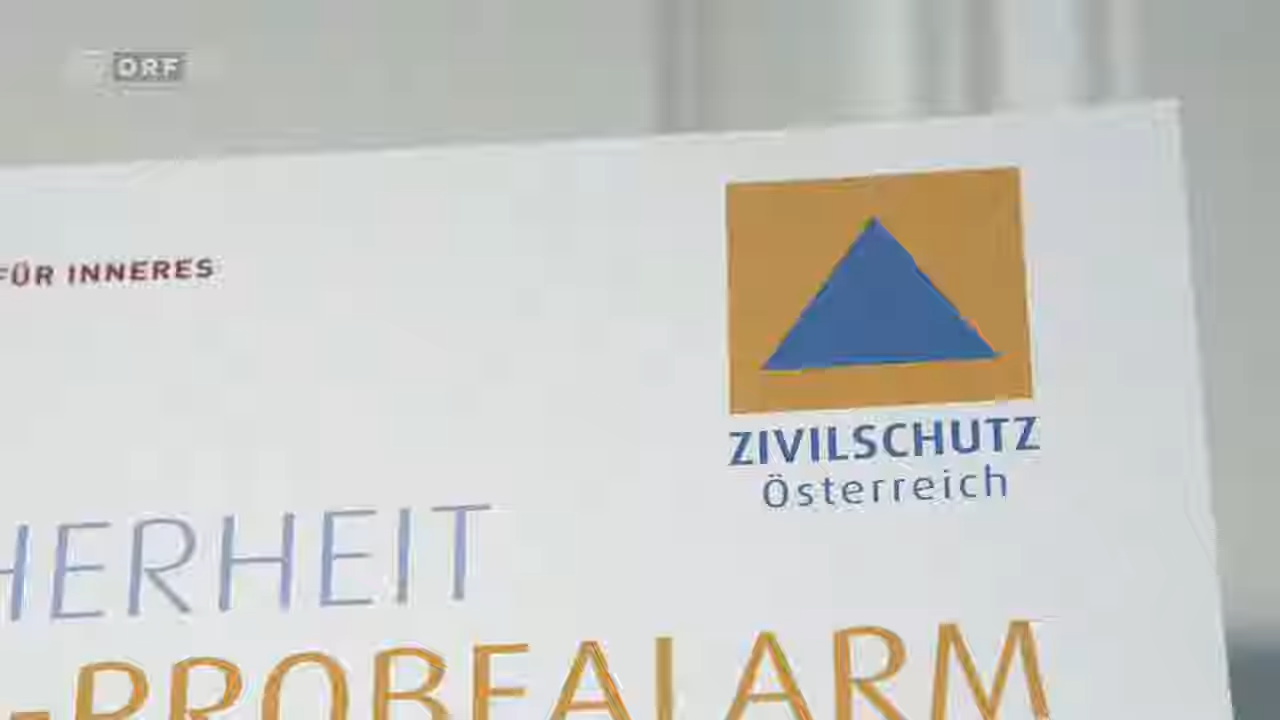 ORF
FÜR INNERES
ZIVILSCHUTZ
Österreich
HERHEIT
-PROBEALARM